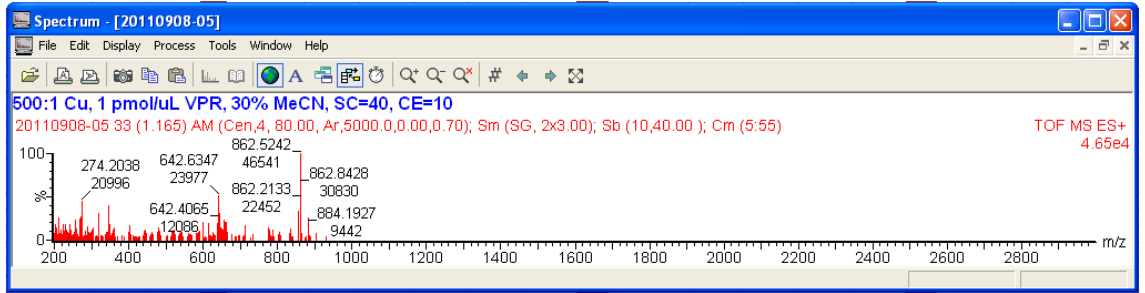 Spectrum - [20110908-05]
File Edit Display Process Tools Window Help
500:1 Cu, 1 pmol/uL VPR, 30% MeCN, SC=40, CE=10
20110908-05 33 (1.165) AM (Cen,4, 80.00, Ar,5000.0,0.00,0.70); Sm (SG, 2x3.00); Sb (10,40.00 ); Cm (5:55)
TOF MS ES+
4.65e4
100
%
0
274.2038
20996
642.6347
23977
642.4065
12086
862.5242
46541
862.2133
22452
862.8428
30830
884.1927
9442
200 400 600 800 1000 1200 1400 1600 1800 2000 2200 2400 2600 2800 m/z